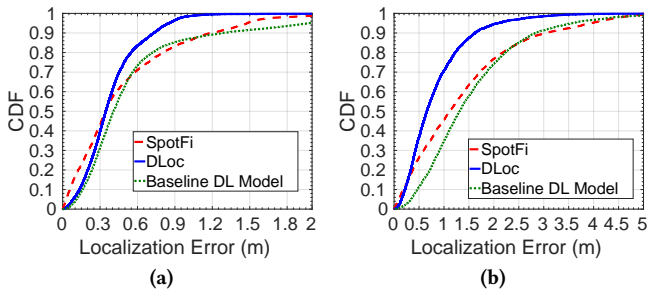 1
0.9
0.8
0.7
0.6
0.5
0.4
0.3
0.2
0.1
0
CDF
SpotFi
DLoc
Baseline DL Model
0 0.3 0.6 0.9 1.2 1.6 2
Localization Error (m)
(a)
1
0.9
0.8
0.7
0.6
0.5
0.4
0.3
0.2
0.1
0
CDF
SpotFi
DLoc
Baseline DL Model
0 0.5 1 1.5 2 2.5 3 3.5 4 4.5 5
Localization Error (m)
(b)